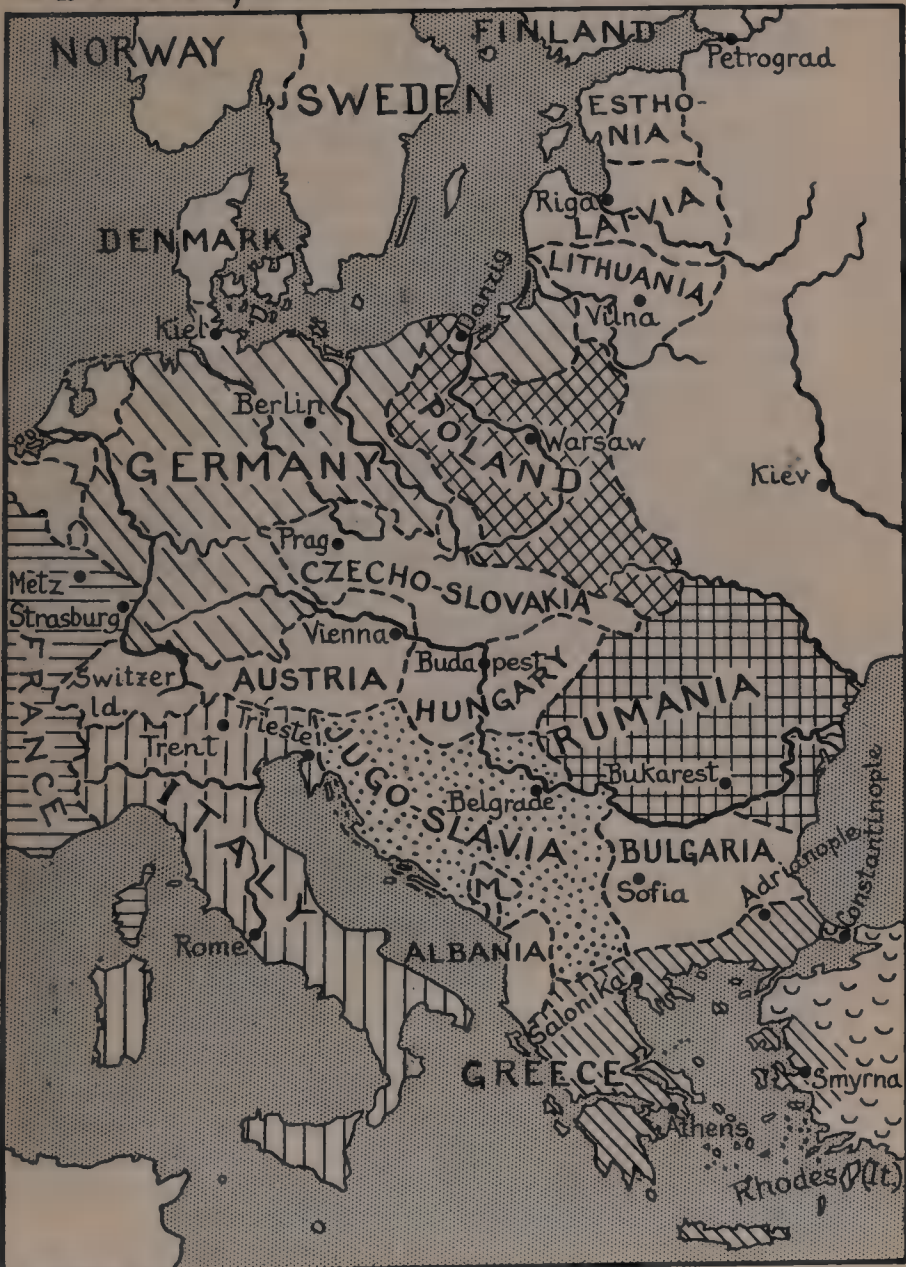 NORWAY
FINLAND
Petrograd
SWEDEN
ESTHO-
NIA
Riga
LATVIA
DENMARK
LITHUANIA
Vilna
Danzig
Kiel
Berlin
POLAND
Warsaw
GERMANY
Kiev
Prag
CZECHO-SLOVAKIA
Metz
Strasburg
Vienna
Buda pest
FRANCE
Switzer
ld.
AUSTRIA
HUNGARY
RUMANIA
Trieste
Trent
JUGO-SLAVIA
Bukarest
Belgrade
ITALY
BULGARIA
Sofia
M.
Adrianople
Constantinople
Rome
ALBANIA
Salonika
GREECE
Smyrna
Athens
Rhodes (It.)